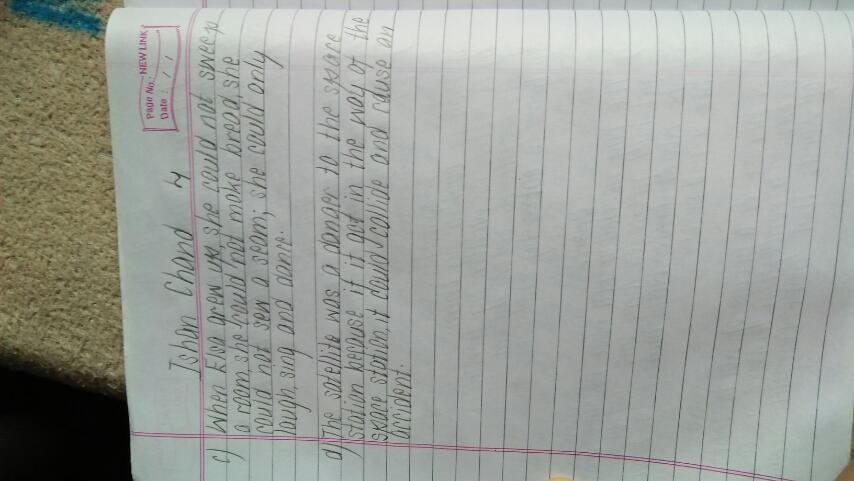 NEW LINK
Page No.:
Date: / /
Ishan Chand 4
c) When Elsa grew up, she could not sweep
a room, she could not make bread, she
could not sew a seam; she could only
laugh, sing and dance.
d) The satellite was a danger to the space
station because if it got in the way of the
space station, it could collide and cause an
accident.